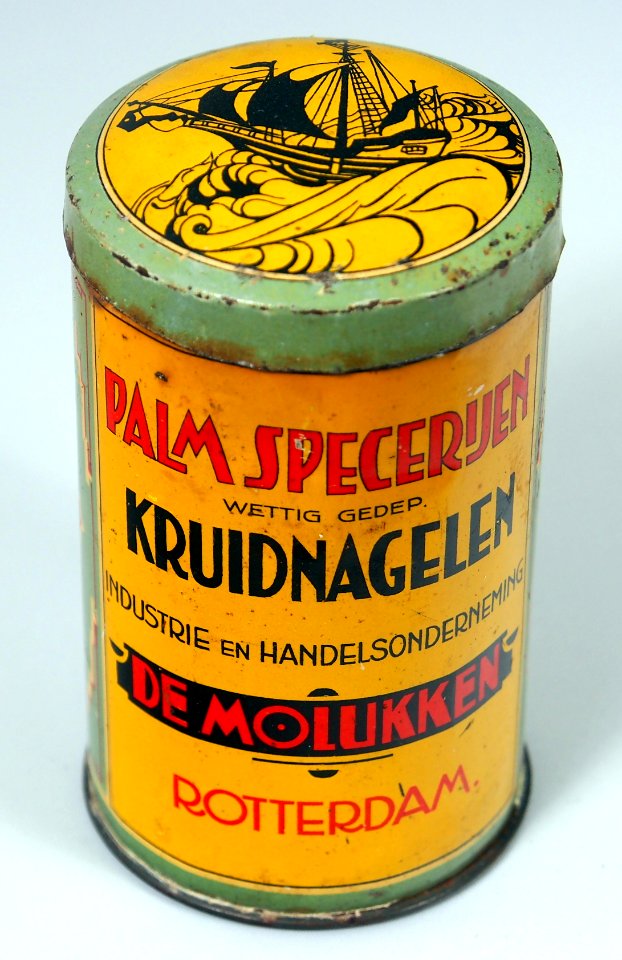 PALM SPECERIJEN
WETTIG GEDEP.
KRUIDNAGELEN
INDUSTRIE EN HANDELSONDERNEMING
DE MOLUKKEN
ROTTERDAM.